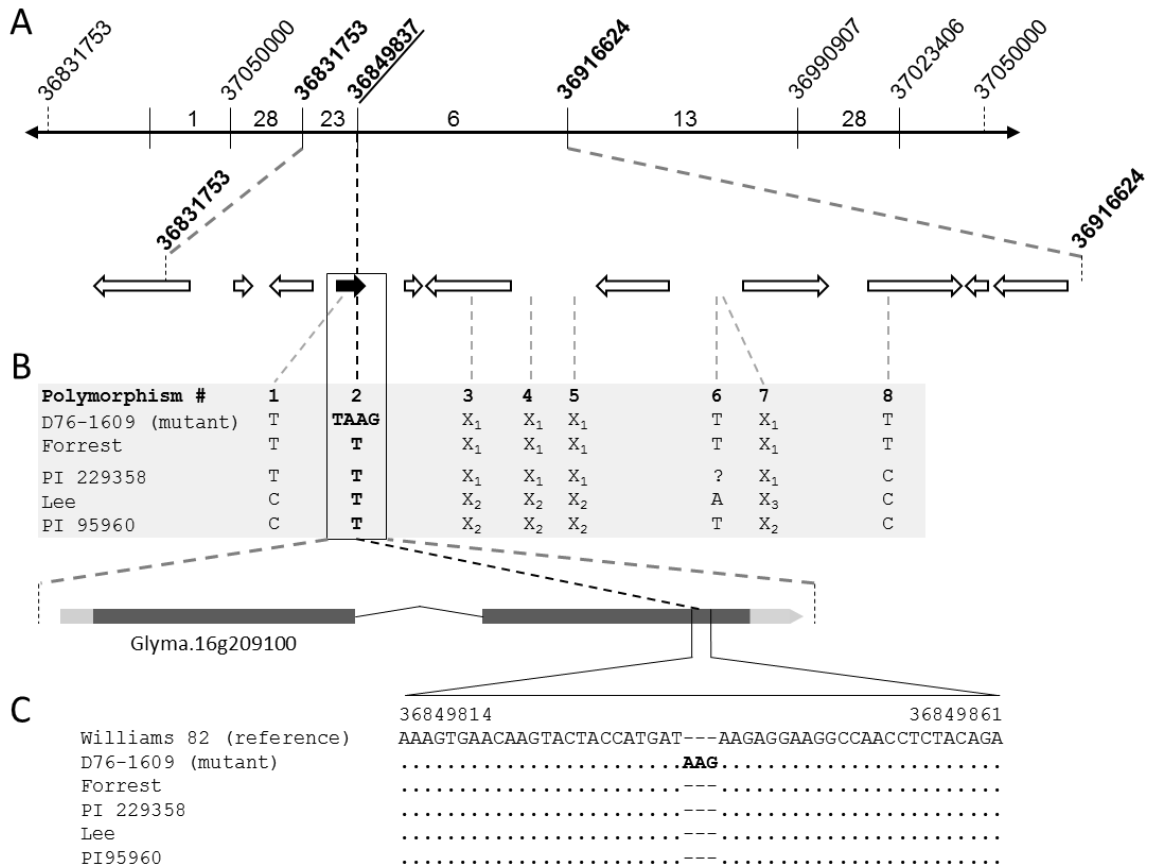 A
36831753 37050000 36831753 36849837 36916624 36990907 37023406 37050000
1 28 23 6 13 28
36831753 36916624
B
Polymorphism # 1 2 3 4 5 6 7 8
D76-1609 (mutant) T TAAG X1 X1 X1 T X1 T
Forrest T T X1 X1 X1 T X1 T
PI 229358 T T X1 X1 X1 ? X1 C
Lee C T X2 X2 X2 A X3 C
PI 95960 C T X2 X2 X2 T X2 C
Glyma.16g209100
C
36849814 36849861
Williams 82 (reference) AAAGTGAACAAGTACTACCATGAT---AAGAGGAAGGCCAACCTCTACAGA
D76-1609 (mutant) ........................AAG........................
Forrest ........................---........................
PI 229358 ........................---........................
Lee ........................---........................
PI95960 ........................---........................